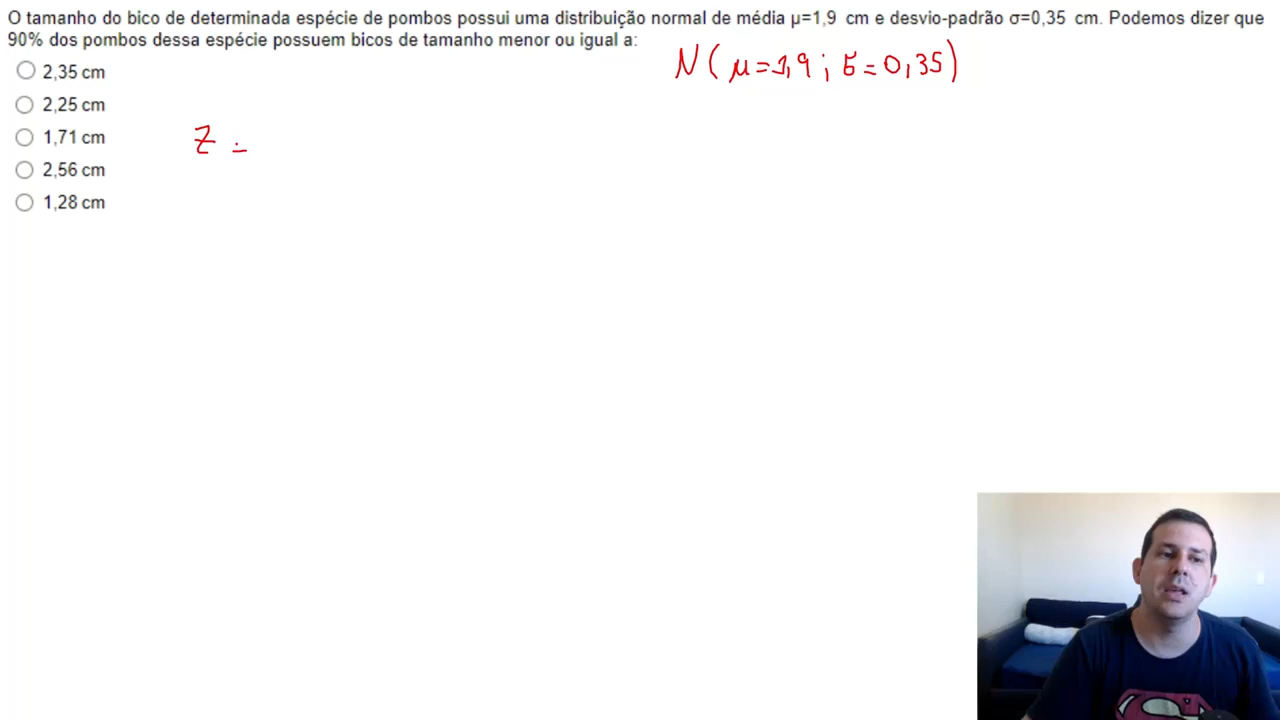 O tamanho do bico de determinada espécie de pombos possui uma distribuição normal de média μ=1,9 cm e desvio-padrão σ=0,35 cm. Podemos dizer que
90% dos pombos dessa espécie possuem bicos de tamanho menor ou igual a:
N(μ=1,9; σ=0,35)
2,35 cm
2,25 cm
1,71 cm
Z =
2,56 cm
1,28 cm